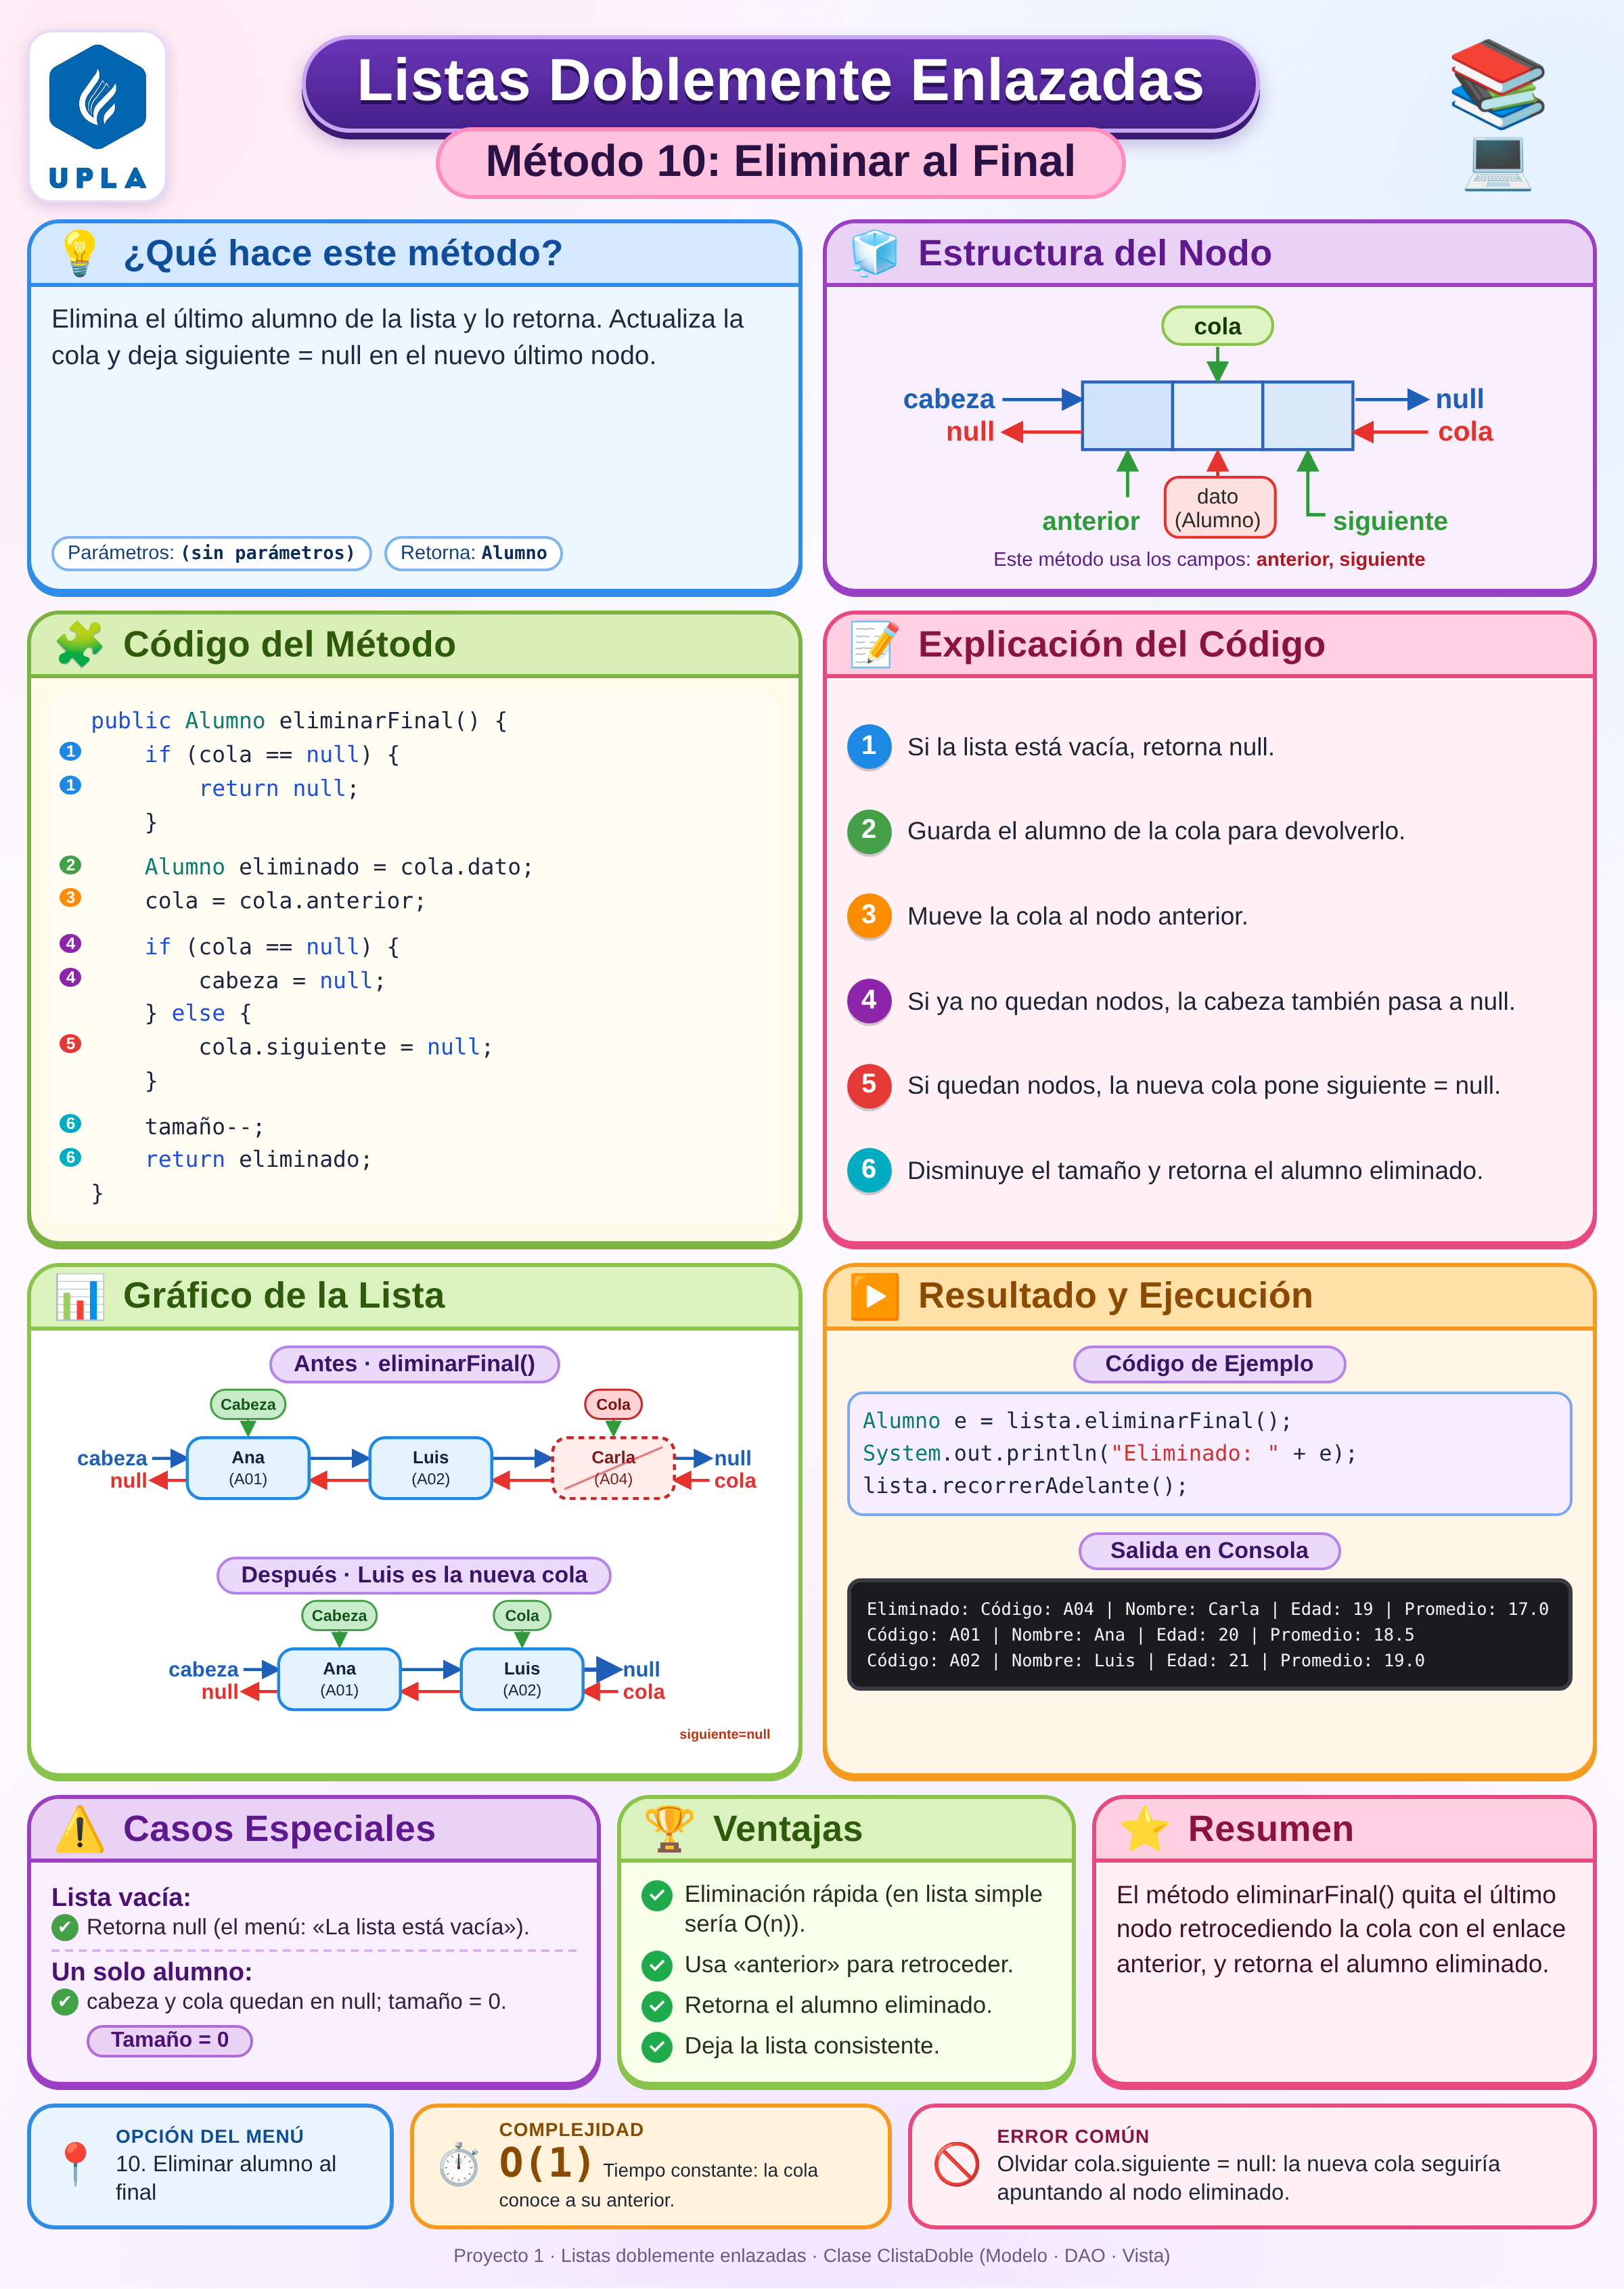 UPLA
Listas Doblemente Enlazadas
Método 10: Eliminar al Final
¿Qué hace este método?
Elimina el último alumno de la lista y lo retorna. Actualiza la
cola y deja siguiente = null en el nuevo último nodo.
Parámetros: (sin parámetros) Retorna: Alumno
Estructura del Nodo
cola
cabeza null
null cola
anterior dato siguiente
(Alumno)
Este método usa los campos: anterior, siguiente
Código del Método
public Alumno eliminarFinal() {
1 if (cola == null) {
1 return null;
}
2 Alumno eliminado = cola.dato;
3 cola = cola.anterior;
4 if (cola == null) {
4 cabeza = null;
} else {
5 cola.siguiente = null;
}
6 tamaño--;
6 return eliminado;
}
Explicación del Código
1 Si la lista está vacía, retorna null.
2 Guarda el alumno de la cola para devolverlo.
3 Mueve la cola al nodo anterior.
4 Si ya no quedan nodos, la cabeza también pasa a null.
5 Si quedan nodos, la nueva cola pone siguiente = null.
6 Disminuye el tamaño y retorna el alumno eliminado.
Gráfico de la Lista
Antes · eliminarFinal()
Cabeza Cola
cabeza Ana Luis Carla null
null (A01) (A02) (A04) cola
Después · Luis es la nueva cola
Cabeza Cola
cabeza Ana Luis null
null (A01) (A02) cola
siguiente=null
Resultado y Ejecución
Código de Ejemplo
Alumno e = lista.eliminarFinal();
System.out.println("Eliminado: " + e);
lista.recorrerAdelante();
Salida en Consola
Eliminado: Código: A04 | Nombre: Carla | Edad: 19 | Promedio: 17.0
Código: A01 | Nombre: Ana | Edad: 20 | Promedio: 18.5
Código: A02 | Nombre: Luis | Edad: 21 | Promedio: 19.0
Casos Especiales
Lista vacía:
Retorna null (el menú: «La lista está vacía»).
Un solo alumno:
cabeza y cola quedan en null; tamaño = 0.
Tamaño = 0
Ventajas
Eliminación rápida (en lista simple
sería O(n)).
Usa «anterior» para retroceder.
Retorna el alumno eliminado.
Deja la lista consistente.
Resumen
El método eliminarFinal() quita el último
nodo retrocediendo la cola con el enlace
anterior, y retorna el alumno eliminado.
OPCIÓN DEL MENÚ
10. Eliminar alumno al
final
COMPLEJIDAD
O(1) Tiempo constante: la cola
conoce a su anterior.
ERROR COMÚN
Olvidar cola.siguiente = null: la nueva cola seguiría
apuntando al nodo eliminado.
Proyecto 1 · Listas doblemente enlazadas · Clase ClistaDoble (Modelo · DAO · Vista)